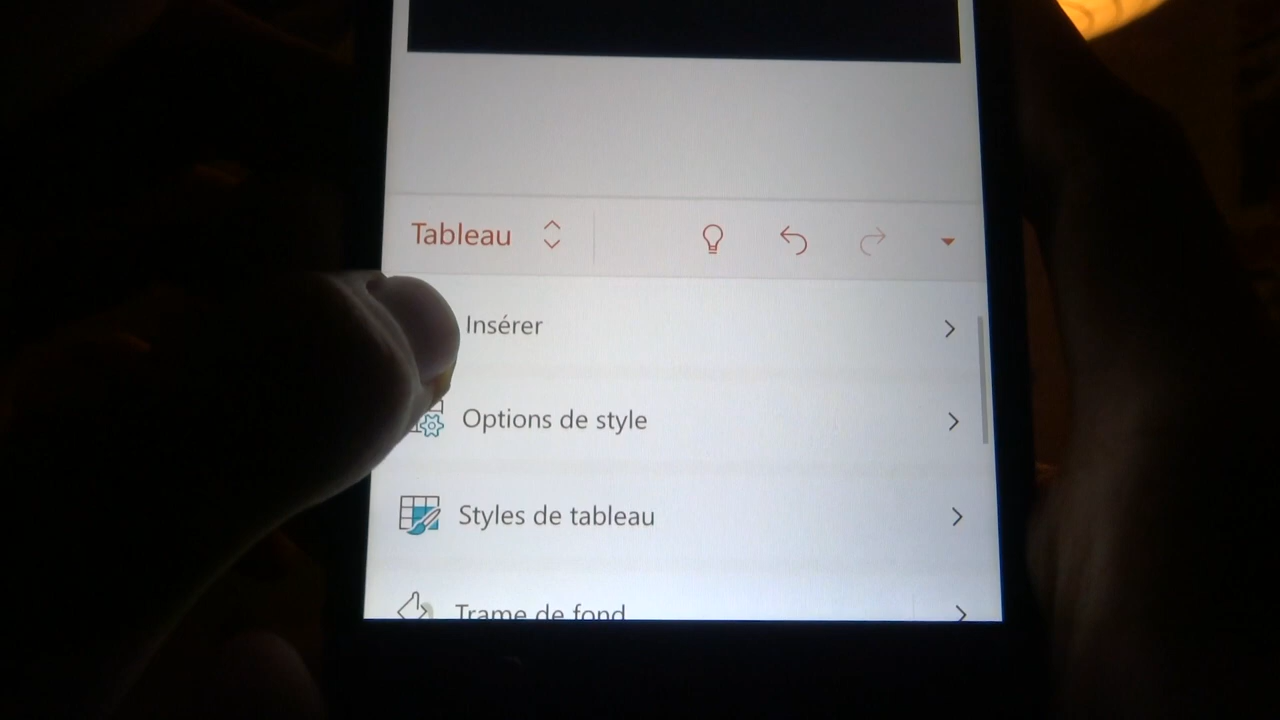 Tableau
Insérer
Options de style
Styles de tableau
Trame de fond